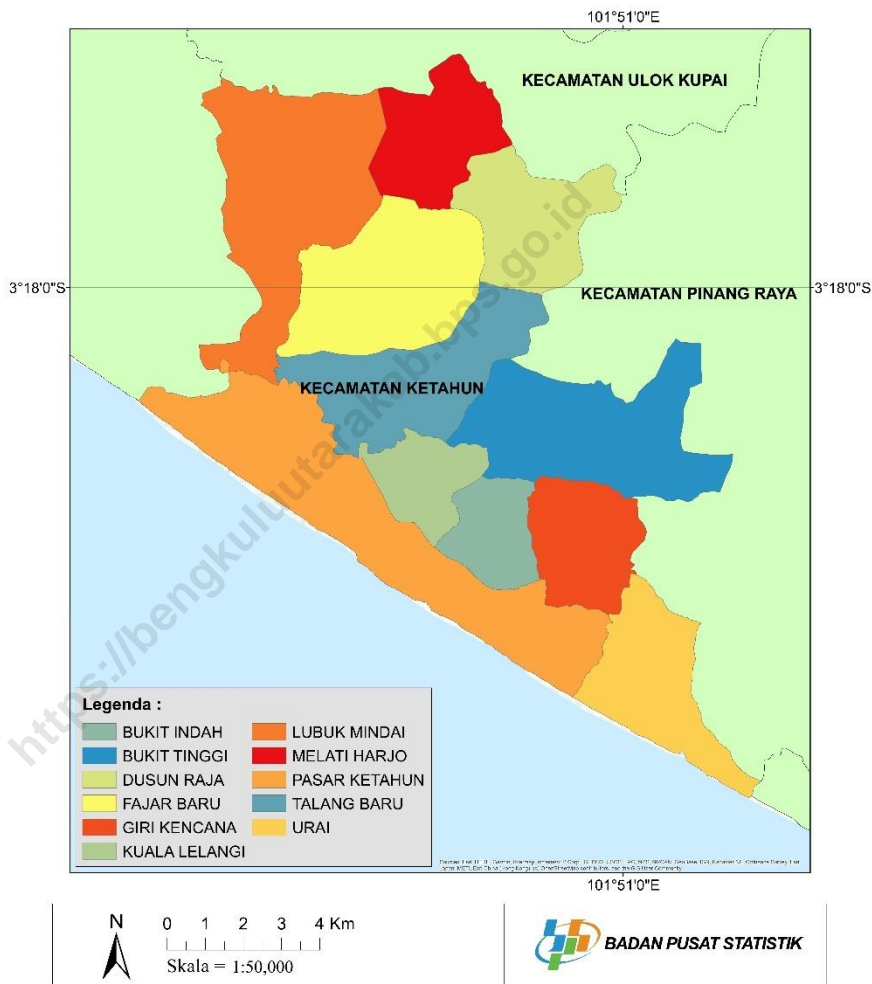 101°51'0"E
KECAMATAN ULOK KUPAI
3°18'0"S
KECAMATAN PINANG RAYA
3°18'0"S
KECAMATAN KETAHUN
https://bengkuluutarakab.bps.go.id
Legenda :
BUKIT INDAH
BUKIT TINGGI
DUSUN RAJA
FAJAR BARU
GIRI KENCANA
KUALA LELANGI
LUBUK MINDAI
MELATI HARJO
PASAR KETAHUN
TALANG BARU
URAI
101°51'0"E
N
0 1 2 3 4 Km
Skala = 1:50,000
BADAN PUSAT STATISTIK